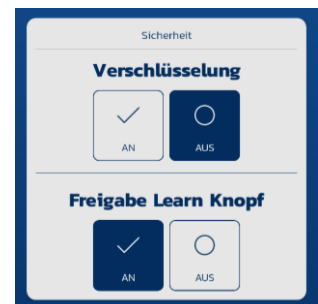 Sicherheit
Verschlüsselung
AN AUS
Freigabe Learn Knopf
AN AUS